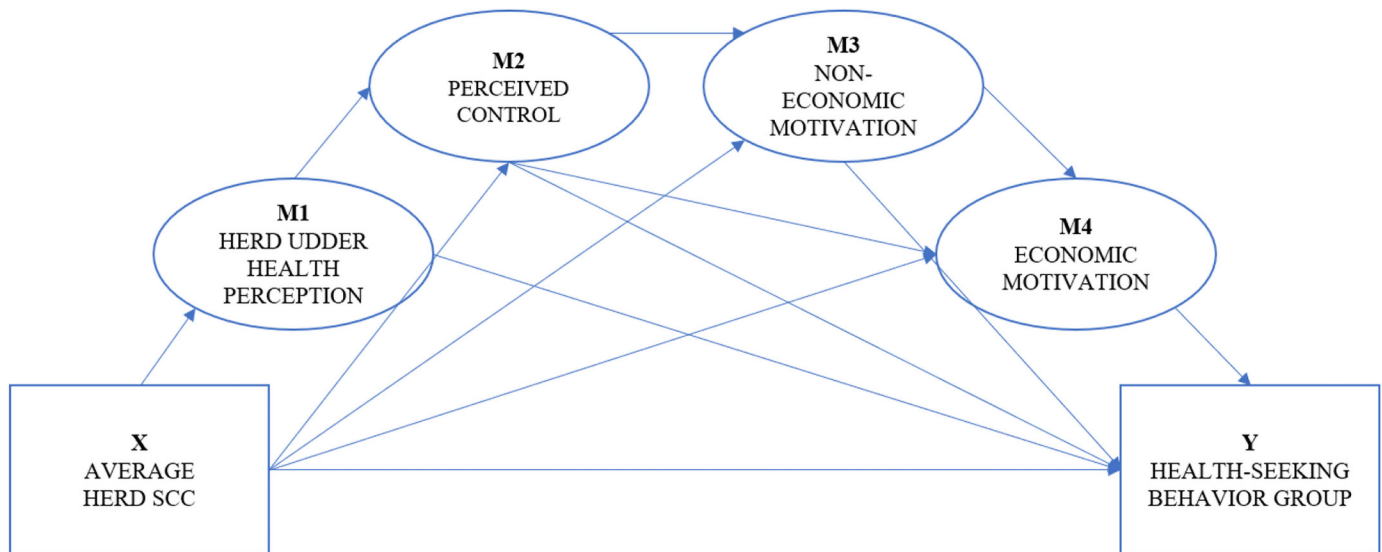 M2
PERCEIVED
CONTROL
M3
NON-
ECONOMIC
MOTIVATION
M1
HERD UDDER
HEALTH
PERCEPTION
M4
ECONOMIC
MOTIVATION
X
AVERAGE
HERD SCC
Y
HEALTH-SEEKING
BEHAVIOR GROUP